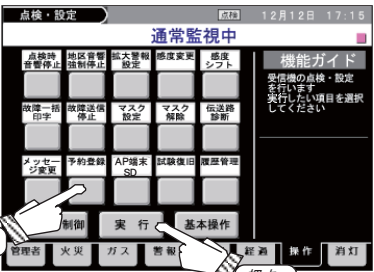 点検・設定
点検
12月12日 17:15
通常監視中
点検時
音響停止
地区音響
強制停止
拡大警報
設定
感度変更
感度
シフト
機能ガイド
受信機の点検・設定
を行います
実行したい項目を選択
してください
故障一括
印字
故障送信
停止
マスク
設定
マスク
解除
伝送路
診断
メッセー
ジ変更
予約登録
AP端末
SD
試験復旧
履歴管理
制御
実 行
基本操作
管理者
火 災
ガ ス
警 報
経 過
操 作
消 灯